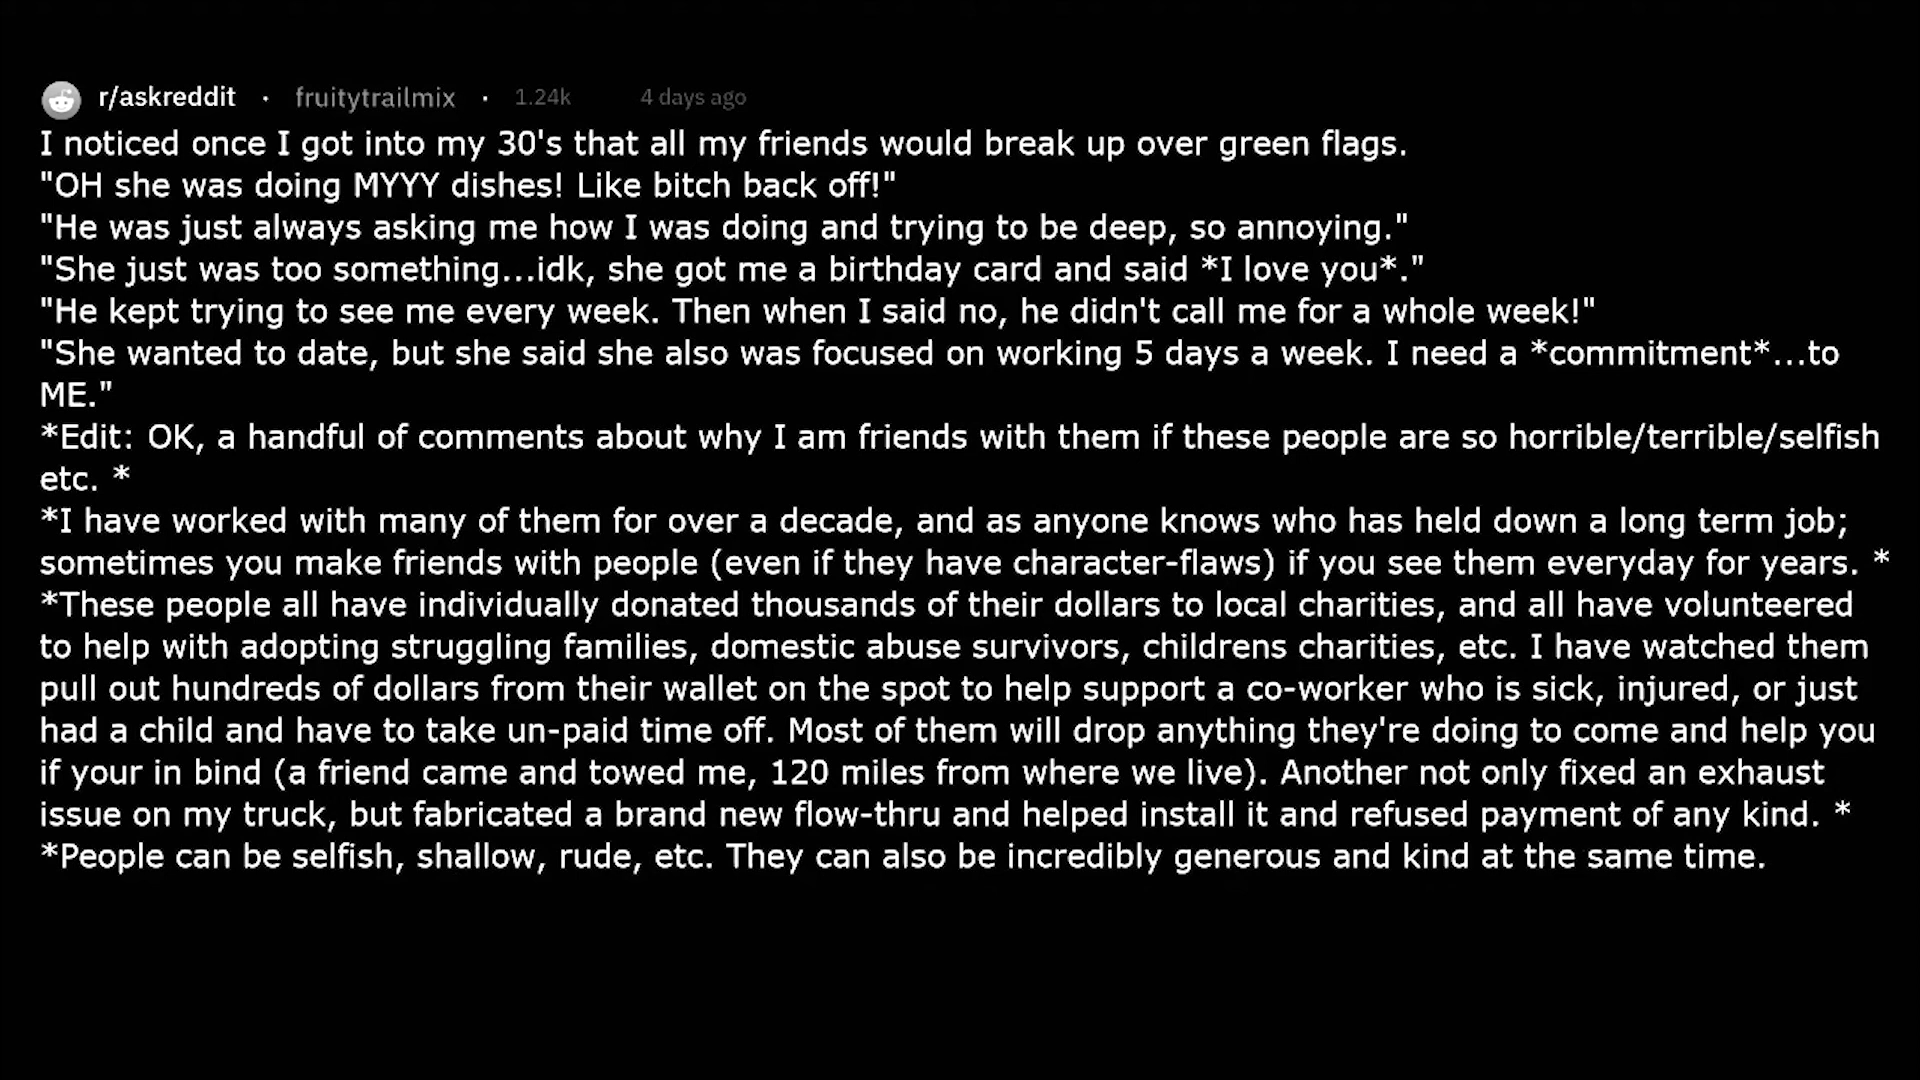 r/askreddit · fruitytrailmix · 1.24k 4 days ago
I noticed once I got into my 30's that all my friends would break up over green flags.
"OH she was doing MYYY dishes! Like bitch back off!"
"He was just always asking me how I was doing and trying to be deep, so annoying."
"She just was too something...idk, she got me a birthday card and said *I love you*."
"He kept trying to see me every week. Then when I said no, he didn't call me for a whole week!"
"She wanted to date, but she said she also was focused on working 5 days a week. I need a *commitment*...to
ME."
*Edit: OK, a handful of comments about why I am friends with them if these people are so horrible/terrible/selfish
etc. *
*I have worked with many of them for over a decade, and as anyone knows who has held down a long term job;
sometimes you make friends with people (even if they have character-flaws) if you see them everyday for years. *
*These people all have individually donated thousands of their dollars to local charities, and all have volunteered
to help with adopting struggling families, domestic abuse survivors, childrens charities, etc. I have watched them
pull out hundreds of dollars from their wallet on the spot to help support a co-worker who is sick, injured, or just
had a child and have to take un-paid time off. Most of them will drop anything they're doing to come and help you
if your in bind (a friend came and towed me, 120 miles from where we live). Another not only fixed an exhaust
issue on my truck, but fabricated a brand new flow-thru and helped install it and refused payment of any kind. *
*People can be selfish, shallow, rude, etc. They can also be incredibly generous and kind at the same time.